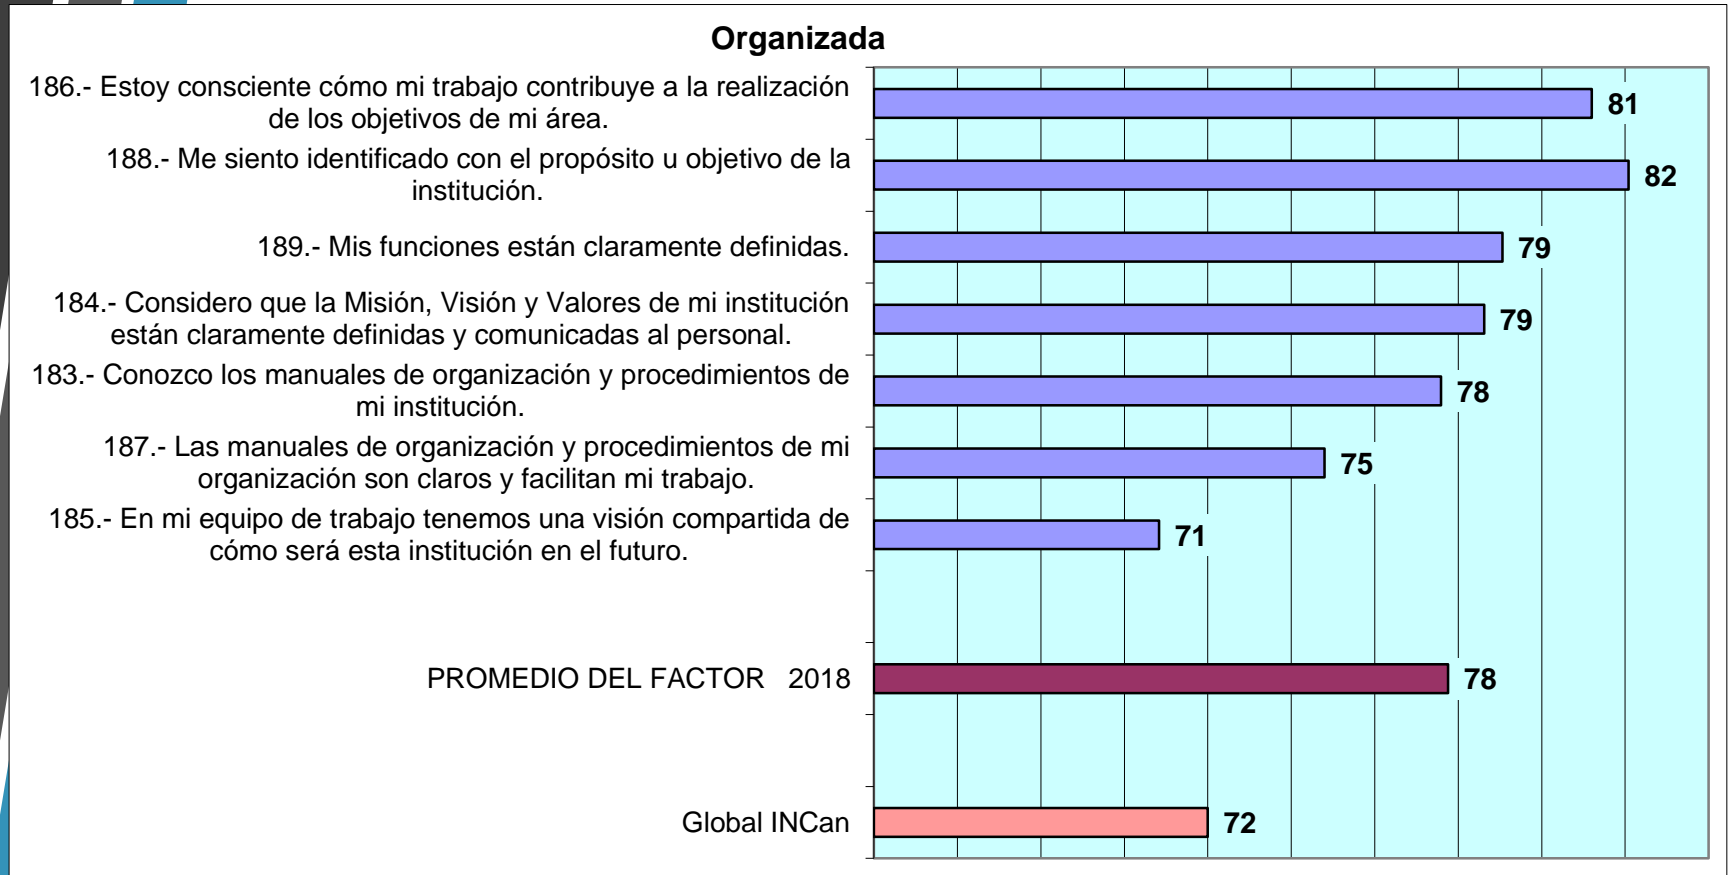 Organizada
186.- Estoy consciente cómo mi trabajo contribuye a la realización
de los objetivos de mi área.
81
188.- Me siento identificado con el propósito u objetivo de la
institución.
82
189.- Mis funciones están claramente definidas.
79
184.- Considero que la Misión, Visión y Valores de mi institución
están claramente definidas y comunicadas al personal.
79
183.- Conozco los manuales de organización y procedimientos de
mi institución.
78
187.- Las manuales de organización y procedimientos de mi
organización son claros y facilitan mi trabajo.
75
185.- En mi equipo de trabajo tenemos una visión compartida de
cómo será esta institución en el futuro.
71
PROMEDIO DEL FACTOR 2018
78
Global INCan
72